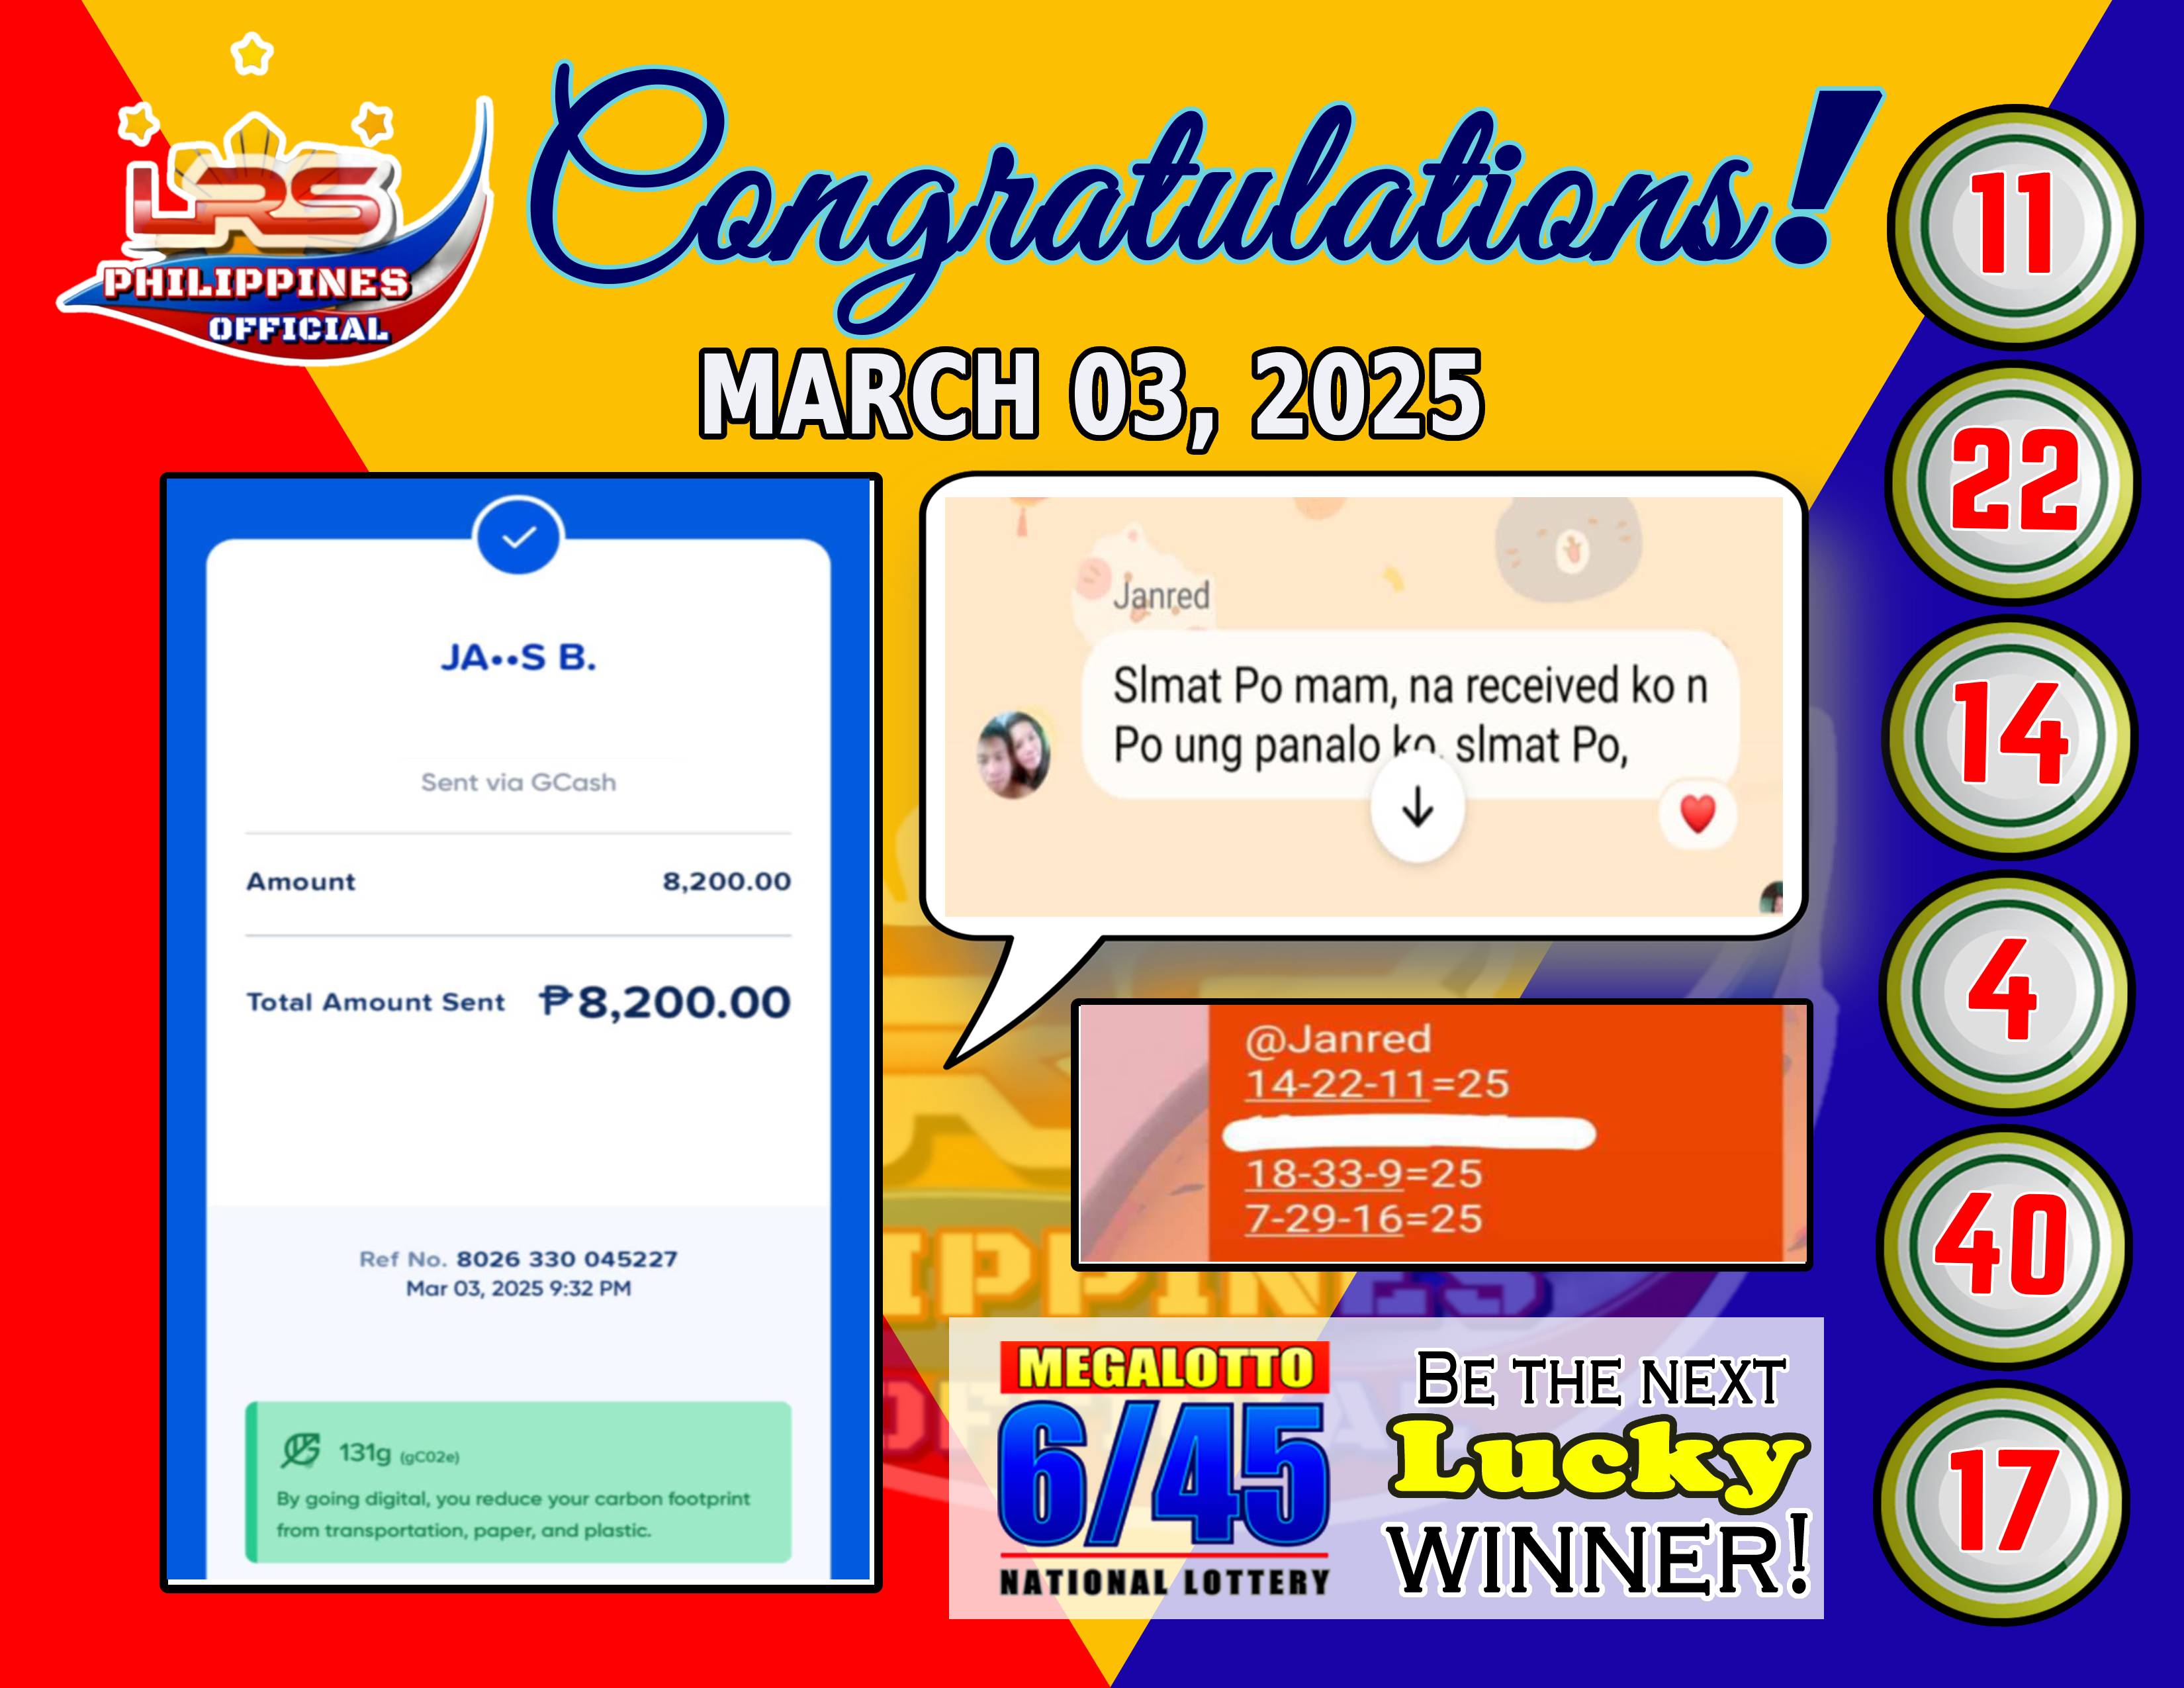 LRS
PHILIPPINES
OFFICIAL
Congratulations!
MARCH 03, 2025
JA••S B.
Sent via GCash
Amount 8,200.00
Total Amount Sent ₱8,200.00
Ref No. 8026 330 045227
Mar 03, 2025 9:32 PM
131g (gC02e)
By going digital, you reduce your carbon footprint
from transportation, paper, and plastic.
Janred
Slmat Po mam, na received ko n
Po ung panalo ko, slmat Po,
@Janred
14-22-11=25
18-33-9=25
7-29-16=25
MEGALOTTO
6/45
NATIONAL LOTTERY
BE THE NEXT
Lucky
WINNER!
11
22
14
4
40
17